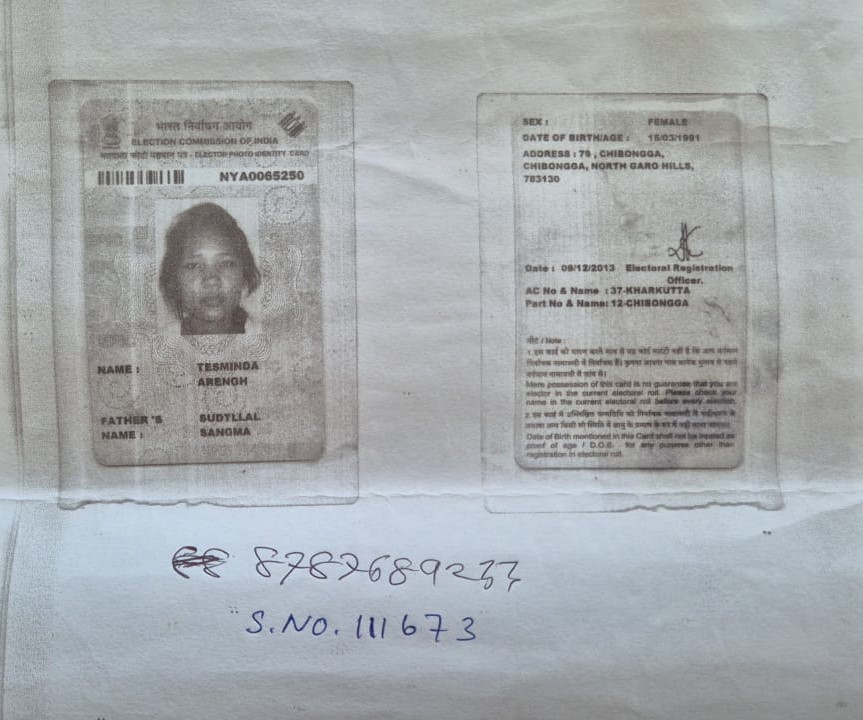 भारत निर्वाचन आयोग
ELECTION COMMISSION OF INDIA
पहचान पत्र - ELECTOR PHOTO IDENTITY CARD
NYA0065250
NAME : TESMINDA
ARENGH
FATHER'S SUDTLLAL
NAME : SANGMA
SEX : FEMALE
DATE OF BIRTH/AGE : 15/03/1991
ADDRESS : 79 , CHIBONGGA,
CHIBONGGA, NORTH GARO HILLS,
783130
Date : 09/12/2013 Electoral Registration
Officer.
AC No & Name : 37-KHARKUTTA
Part No & Name: 12-CHIBONGGA
नोट / Note :
Mere possession of this card is no guarantee that you are
elector in the current electoral roll. Please check your
name in the current electoral roll before every election.
Date of Birth mentioned in this Card shall not be treated as
proof of age / D.O.B. for any purpose other than
registration in electoral roll.
S.NO. 111673